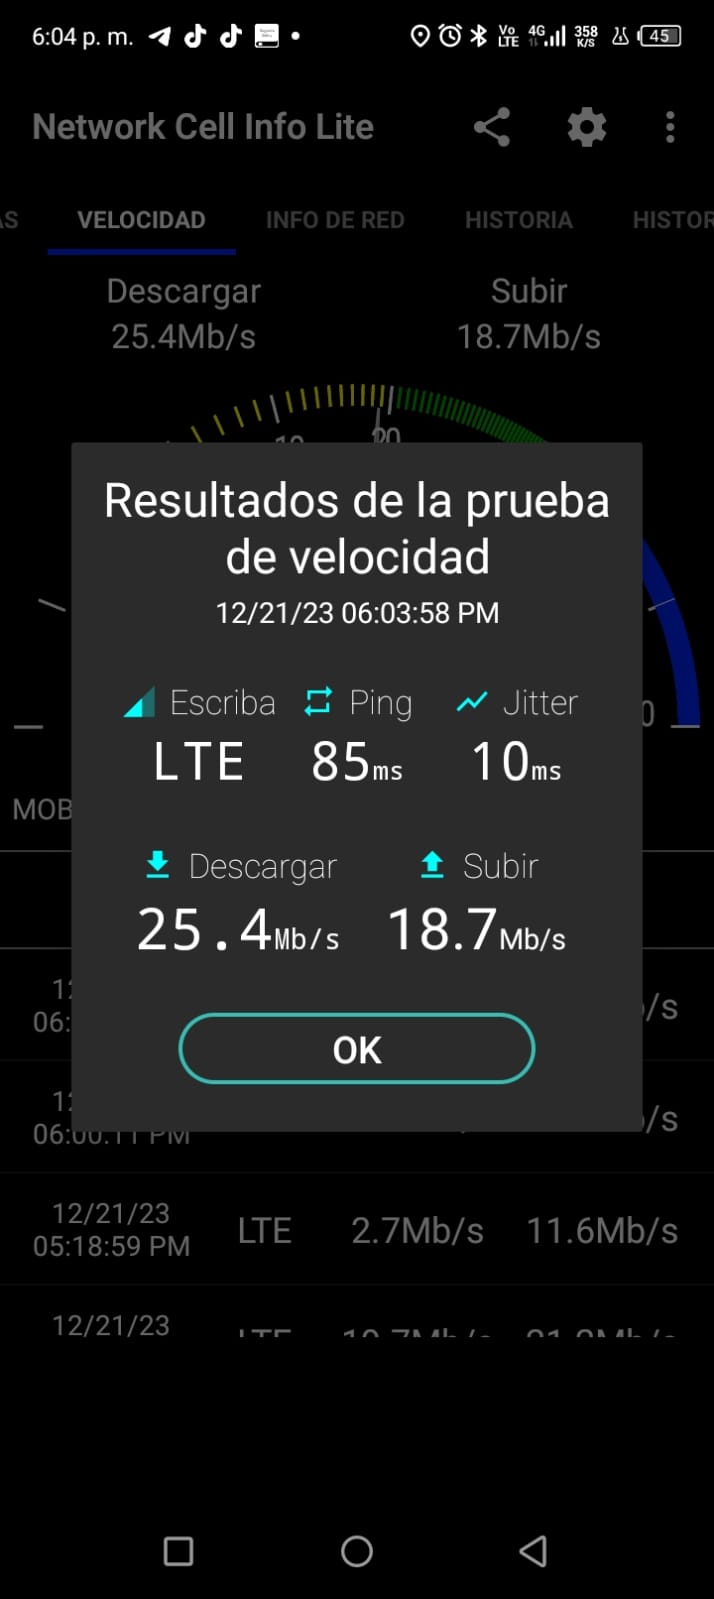 6:04 p. m. Vo LTE 4G 358 K/S 45
Network Cell Info Lite
AS VELOCIDAD INFO DE RED HISTORIA HISTOR
Descargar Subir
25.4Mb/s 18.7Mb/s
10 20
Resultados de la prueba
de velocidad
12/21/23 06:03:58 PM
Escriba Ping Jitter
LTE 85ms 10ms
0
MOB
Descargar Subir
25.4Mb/s 18.7Mb/s
12
06: /s
OK
12
06:00:11 PM /s
12/21/23
05:18:59 PM LTE 2.7Mb/s 11.6Mb/s
12/21/23
LTE